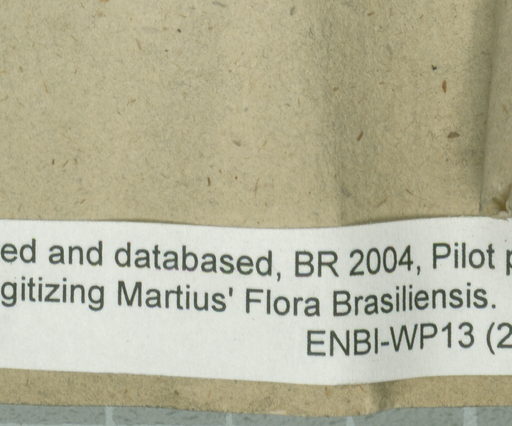 ed and databased, BR 2004, Pilot p
gitizing Martius' Flora Brasiliensis.
ENBI-WP13 (2